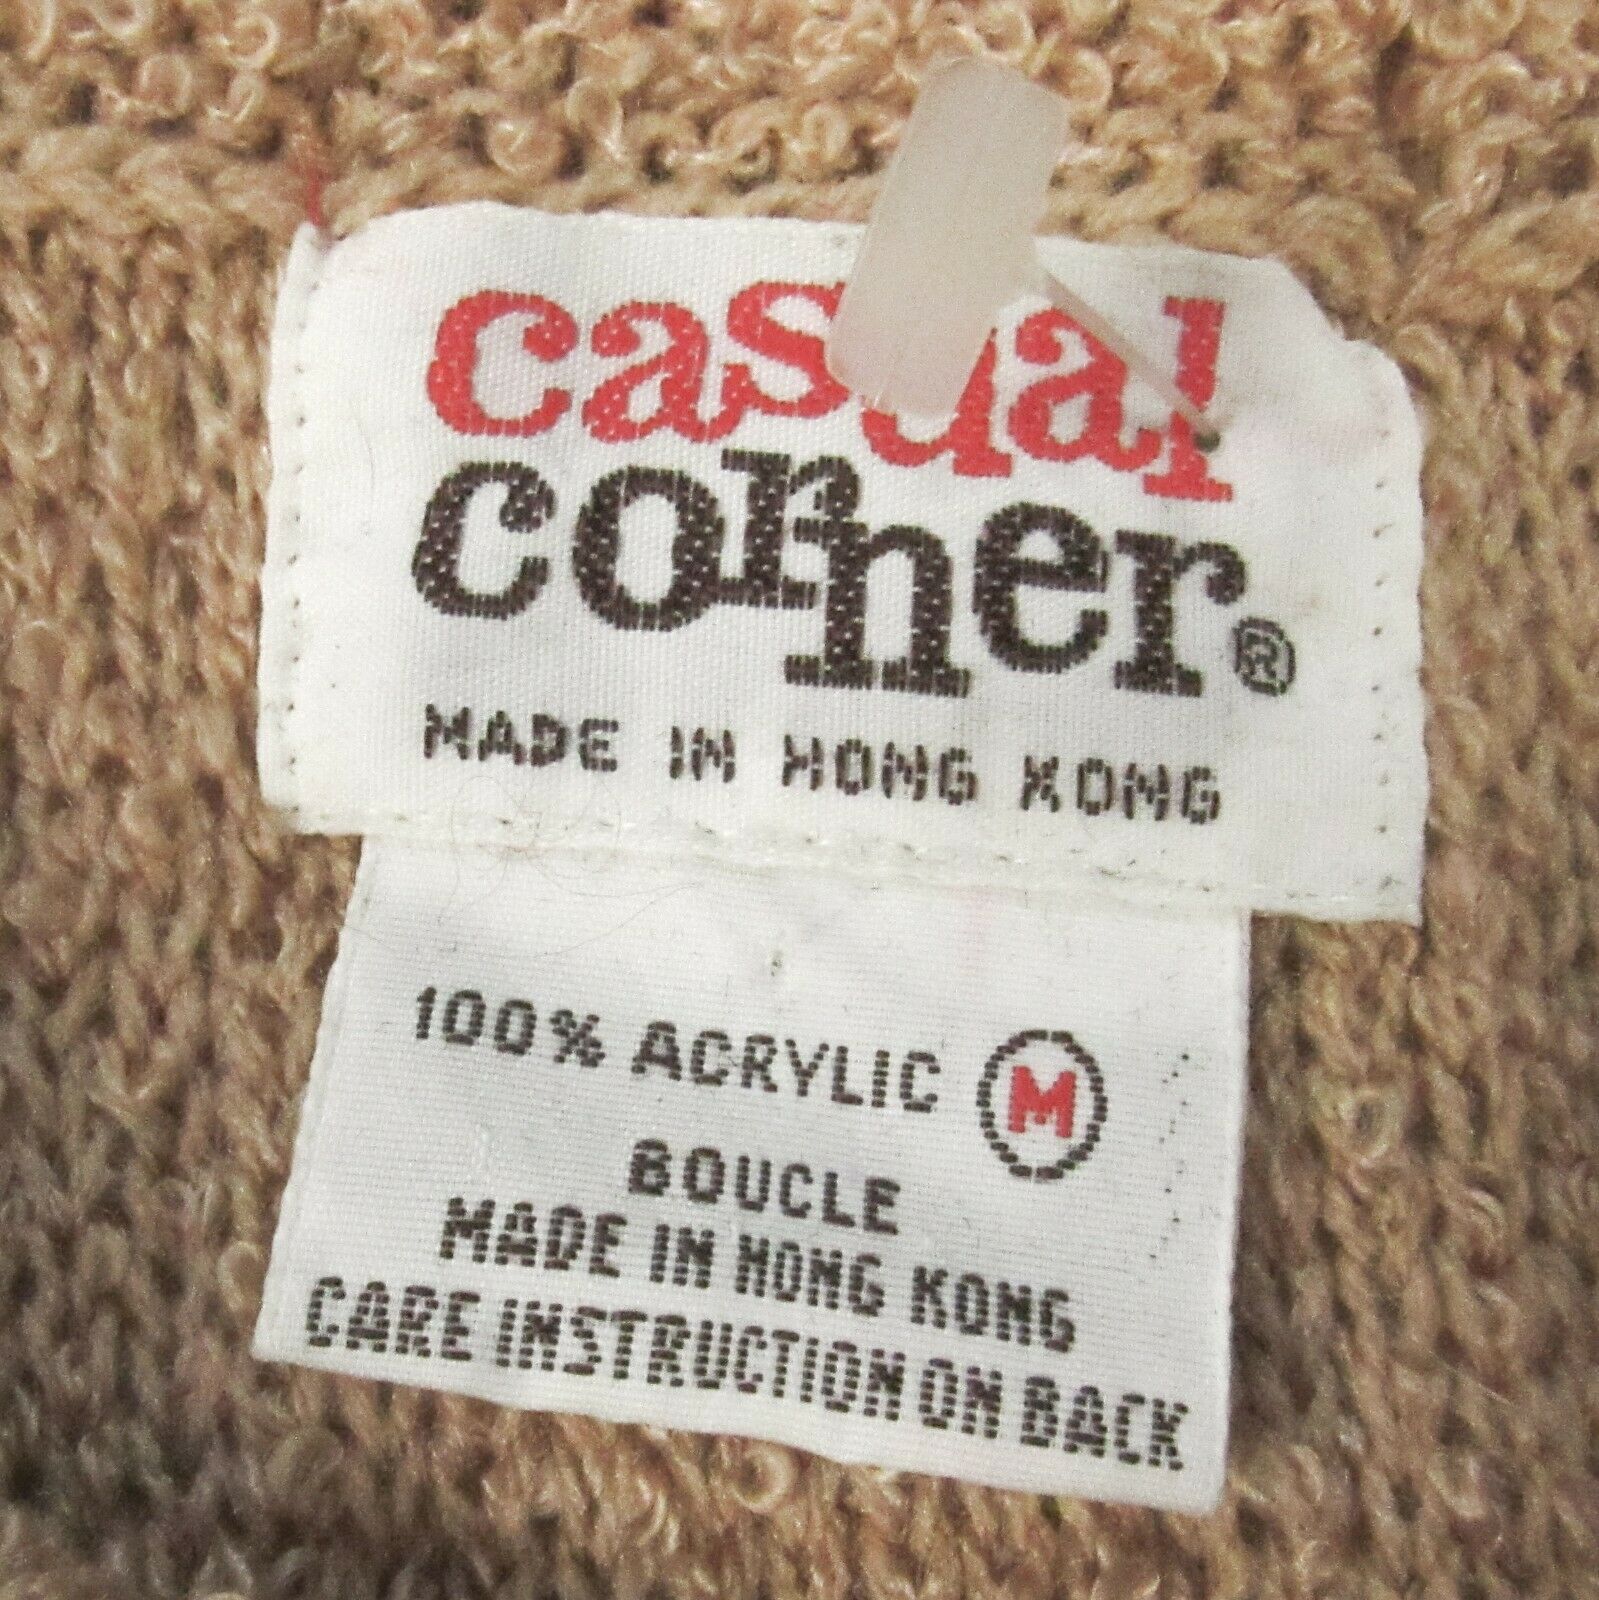 casual
corner®
MADE IN HONG KONG
100% ACRYLIC M
BOUCLE
MADE IN HONG KONG
CARE INSTRUCTION ON BACK